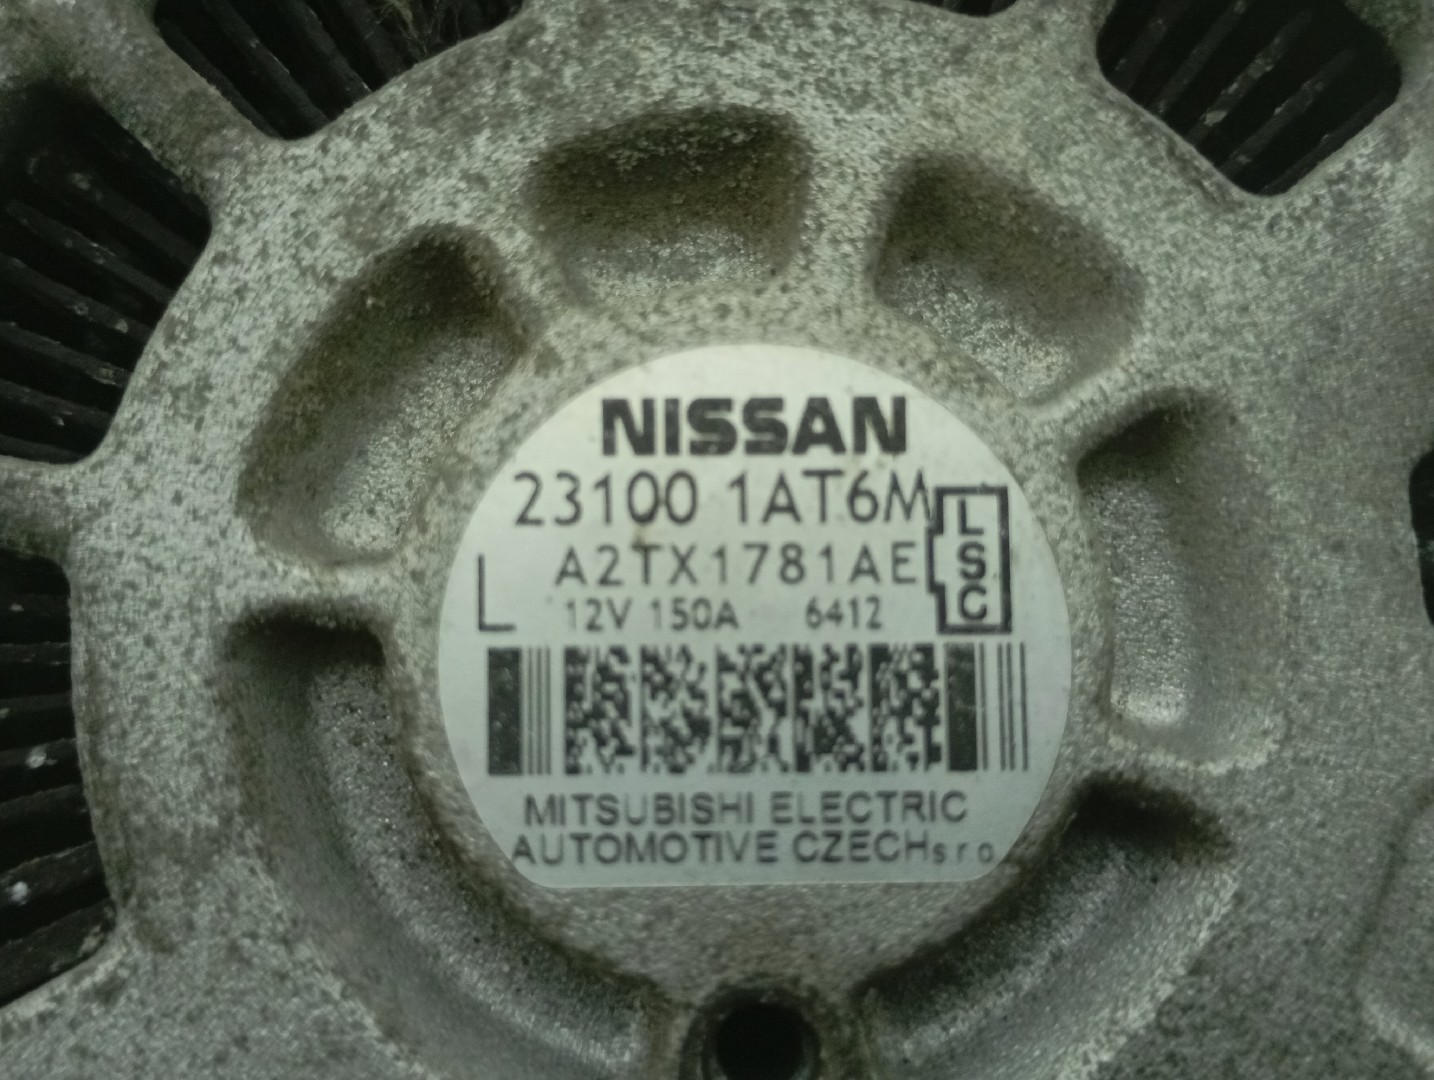 NISSAN
23100 1AT6M
L A2TX1781AE
12V 150A 6412
L
S
C
MITSUBISHI ELECTRIC
AUTOMOTIVE CZECH s.r.o.